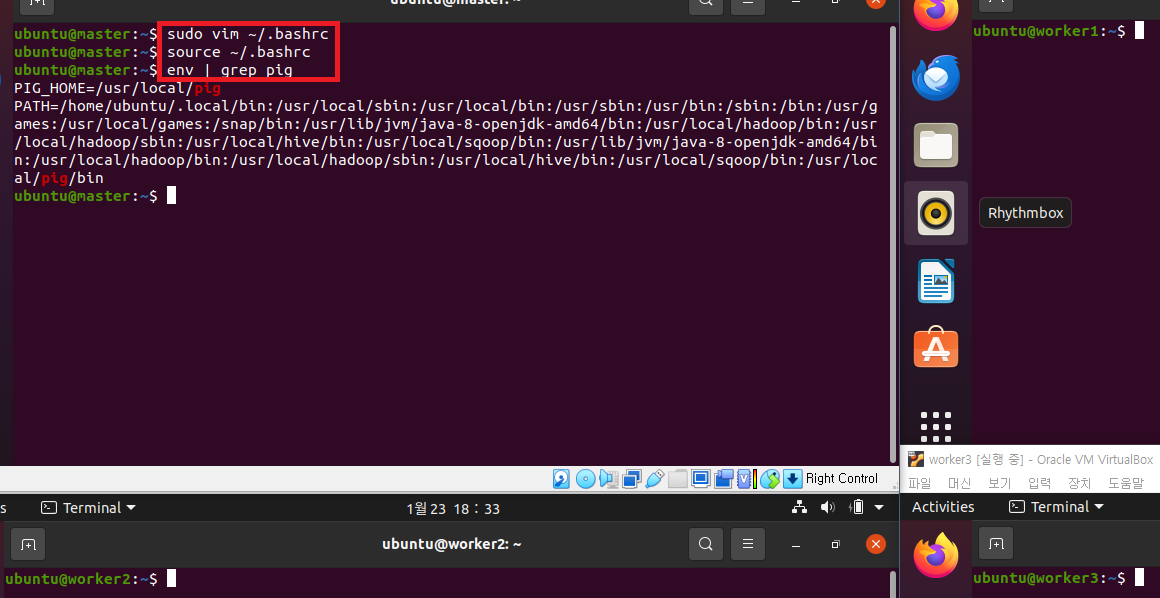 ubuntu@master: ~
ubuntu@master:~$ sudo vim ~/.bashrc
ubuntu@master:~$ source ~/.bashrc
ubuntu@master:~$ env | grep pig
PIG_HOME=/usr/local/pig
PATH=/home/ubuntu/.local/bin:/usr/local/sbin:/usr/local/bin:/usr/sbin:/usr/bin:/sbin:/bin:/usr/g
ames:/usr/local/games:/snap/bin:/usr/lib/jvm/java-8-openjdk-amd64/bin:/usr/local/hadoop/bin:/usr
/local/hadoop/sbin:/usr/local/hive/bin:/usr/local/sqoop/bin:/usr/lib/jvm/java-8-openjdk-amd64/bi
n:/usr/local/hadoop/bin:/usr/local/hadoop/sbin:/usr/local/hive/bin:/usr/local/sqoop/bin:/usr/loc
al/pig/bin
ubuntu@master:~$
ubuntu@worker1:~$
Rhythmbox
Right Control
s Terminal 1월 23 18 : 33
ubuntu@worker2: ~
ubuntu@worker2:~$
worker3 [실행 중] - Oracle VM VirtualBox
파일 머신 보기 입력 장치 도움말
Activities Terminal
ubuntu@worker3:~$